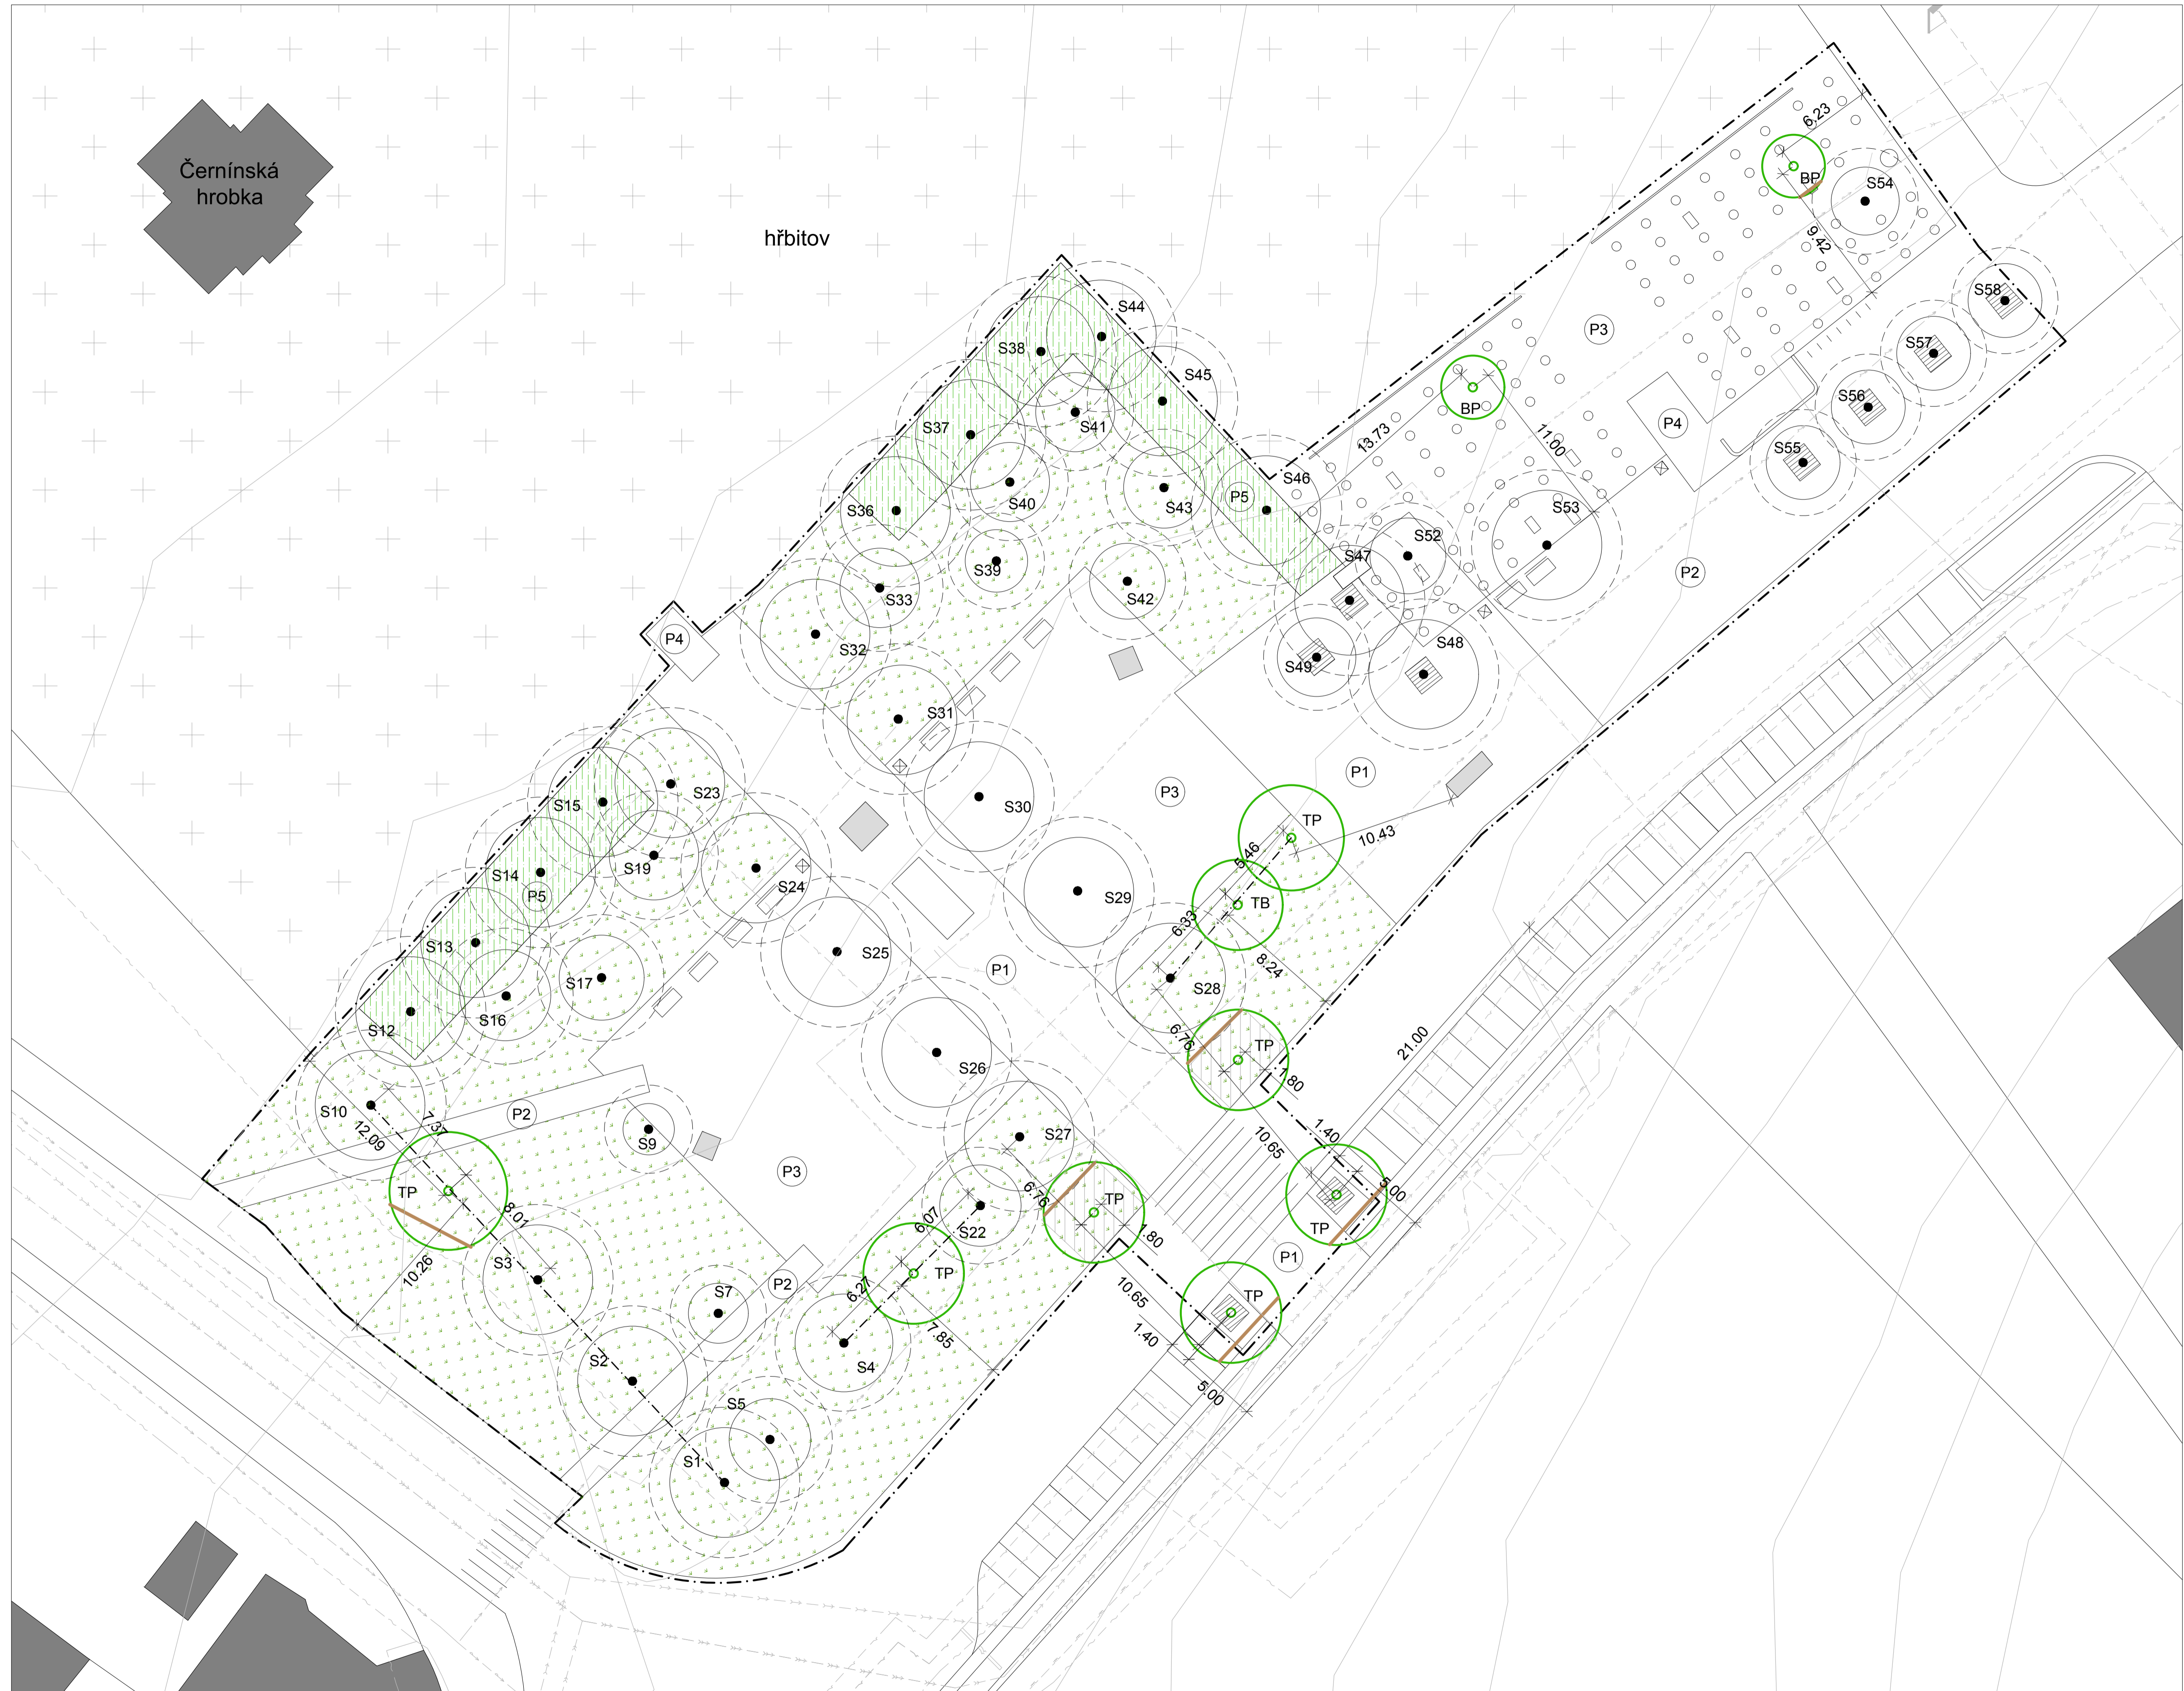 Černínská
hrobka
hřbitov
6.23
BP
S54
9.42
S58
P3
S57
S44
S38
S45
S56
BP
S37
S41
P4
13.73
11.00
S55
S46
S36
S40
S43
P5
S53
S52
S47
S39
S42
P2
S33
P4
S32
S49
S48
S31
P1
S23
P3
S15
S30
TP
10.43
5.46
S14
S19
S24
P5
S29
TB
6.33
S13
S17
S25
8.24
P1
S28
S16
S12
6.76
TP
21.00
S26
1.80
S10
P2
7.37
12.09
S9
S27
10.65
1.40
P3
TP
8.01
6.76
TP
5.00
6.07
S22
TP
1.80
P1
S3
10.26
P2
TP
6.27
S7
10.65
TP
7.85
1.40
S2
S4
5.00
S5
S1